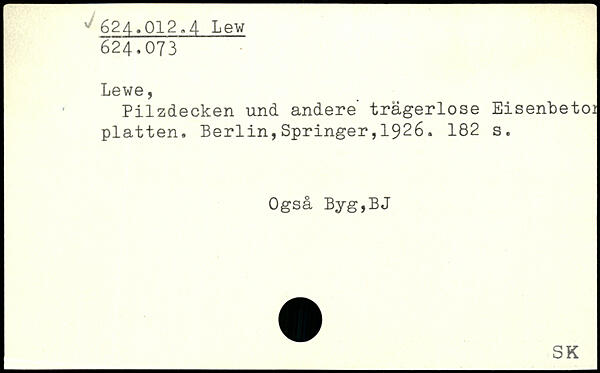 624.012.4 Lew
624.073
Lewe,
Pilzdecken und andere trägerlose Eisenbeton
platten. Berlin,Springer,1926. 182 s.
Også Byg,BJ
SK